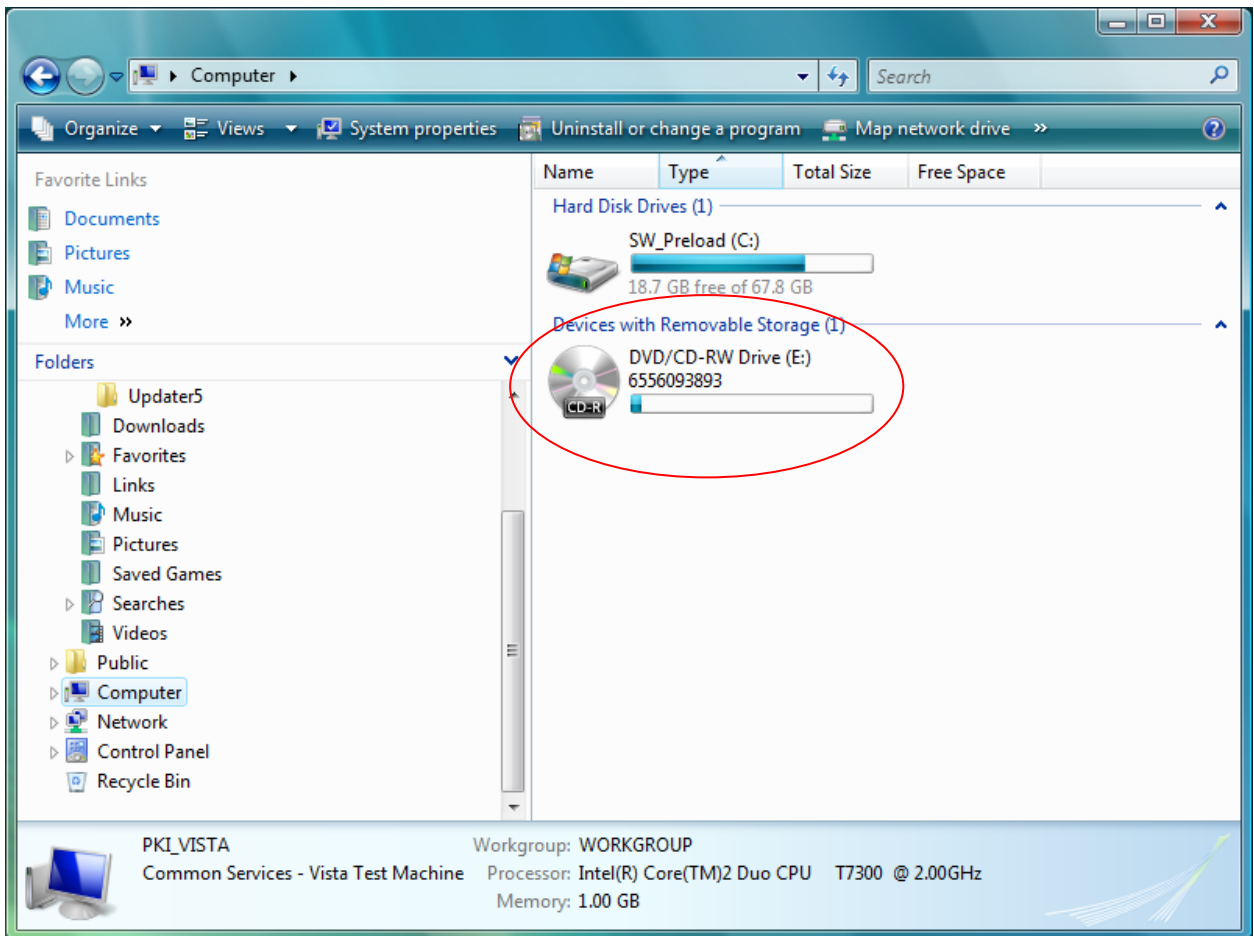 Computer
Search
Organize Views System properties Uninstall or change a program Map network drive »
Favorite Links
Documents
Pictures
Music
More »
Folders
Updater5
Downloads
Favorites
Links
Music
Pictures
Saved Games
Searches
Videos
Public
Computer
Network
Control Panel
Recycle Bin
Name Type Total Size Free Space
Hard Disk Drives (1)
SW_Preload (C:)
18.7 GB free of 67.8 GB
Devices with Removable Storage (1)
DVD/CD-RW Drive (E:)
6556093893
CD-R
PKI_VISTA Workgroup: WORKGROUP
Common Services - Vista Test Machine Processor: Intel(R) Core(TM)2 Duo CPU T7300 @ 2.00GHz
Memory: 1.00 GB